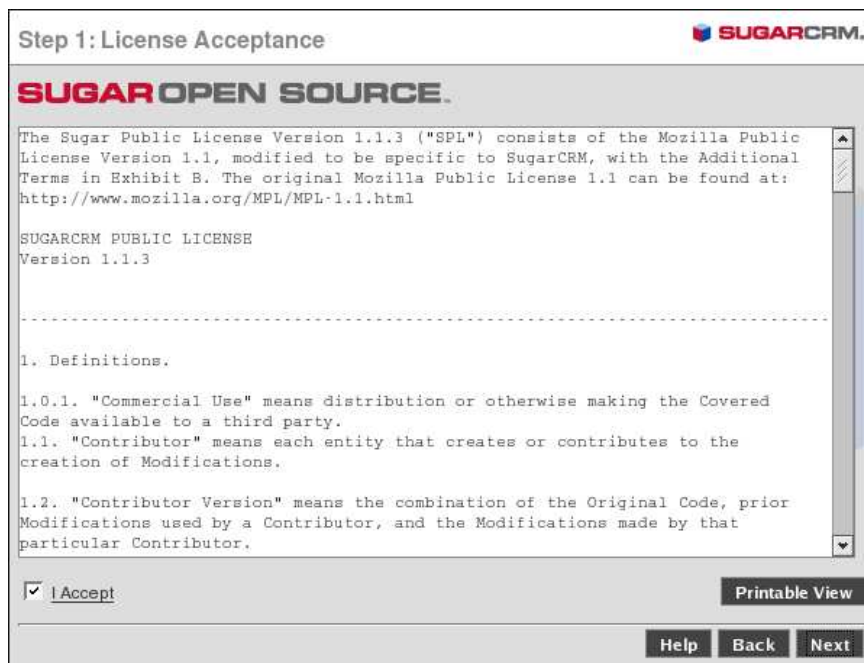 Step 1: License Acceptance
SUGARCRM.
SUGAR OPEN SOURCE.
The Sugar Public License Version 1.1.3 ("SPL") consists of the Mozilla Public
License Version 1.1, modified to be specific to SugarCRM, with the Additional
Terms in Exhibit B. The original Mozilla Public License 1.1 can be found at:
http://www.mozilla.org/MPL/MPL-1.1.html
SUGARCRM PUBLIC LICENSE
Version 1.1.3
--------------------------------------------------------------------------------
1. Definitions.
1.0.1. "Commercial Use" means distribution or otherwise making the Covered
Code available to a third party.
1.1. "Contributor" means each entity that creates or contributes to the
creation of Modifications.
1.2. "Contributor Version" means the combination of the Original Code, prior
Modifications used by a Contributor, and the Modifications made by that
particular Contributor.
I Accept
Printable View
Help Back Next